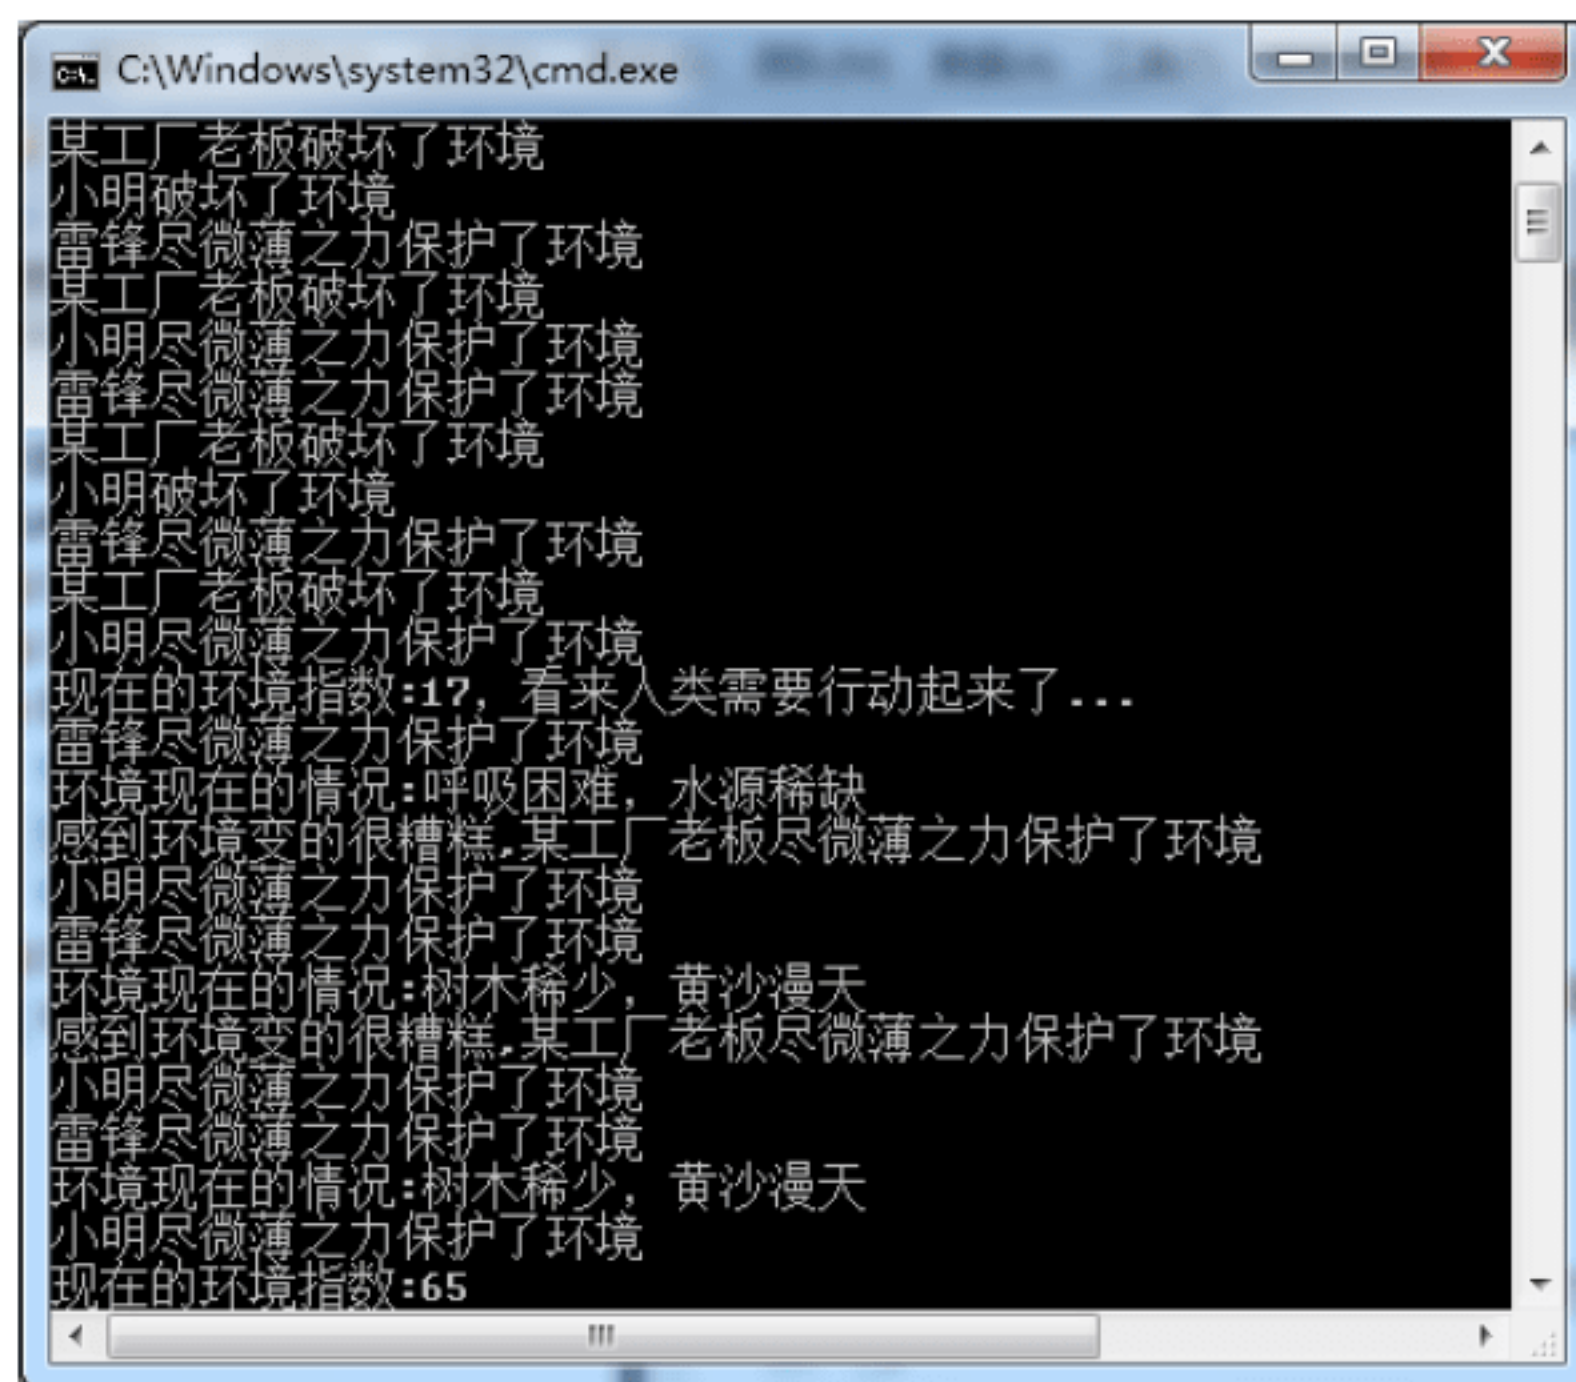 C:\Windows\system32\cmd.exe
某工厂老板破坏了环境
小明破坏了环境
雷锋尽微薄之力保护了环境
某工厂老板破坏了环境
小明尽微薄之力保护了环境
雷锋尽微薄之力保护了环境
某工厂老板破坏了环境
小明破坏了环境
雷锋尽微薄之力保护了环境
某工厂老板破坏了环境
小明尽微薄之力保护了环境
现在的环境指数:17，看来人类需要行动起来了...
雷锋尽微薄之力保护了环境
环境现在的情况:呼吸困难，水源稀缺
感到环境变的很糟糕,某工厂老板尽微薄之力保护了环境
小明尽微薄之力保护了环境
雷锋尽微薄之力保护了环境
环境现在的情况:树木稀少，黄沙漫天
感到环境变的很糟糕,某工厂老板尽微薄之力保护了环境
小明尽微薄之力保护了环境
雷锋尽微薄之力保护了环境
环境现在的情况:树木稀少，黄沙漫天
小明尽微薄之力保护了环境
现在的环境指数:65